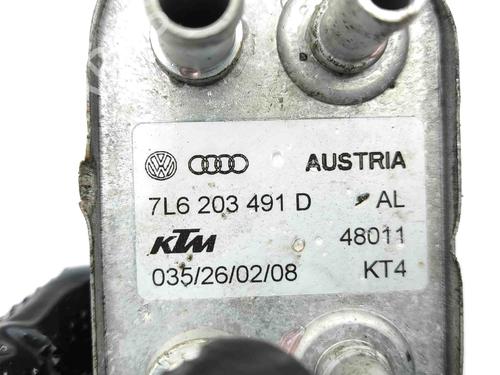 AUSTRIA
7L6 203 491 D AL
KTM 48011
035/26/02/08 KT4